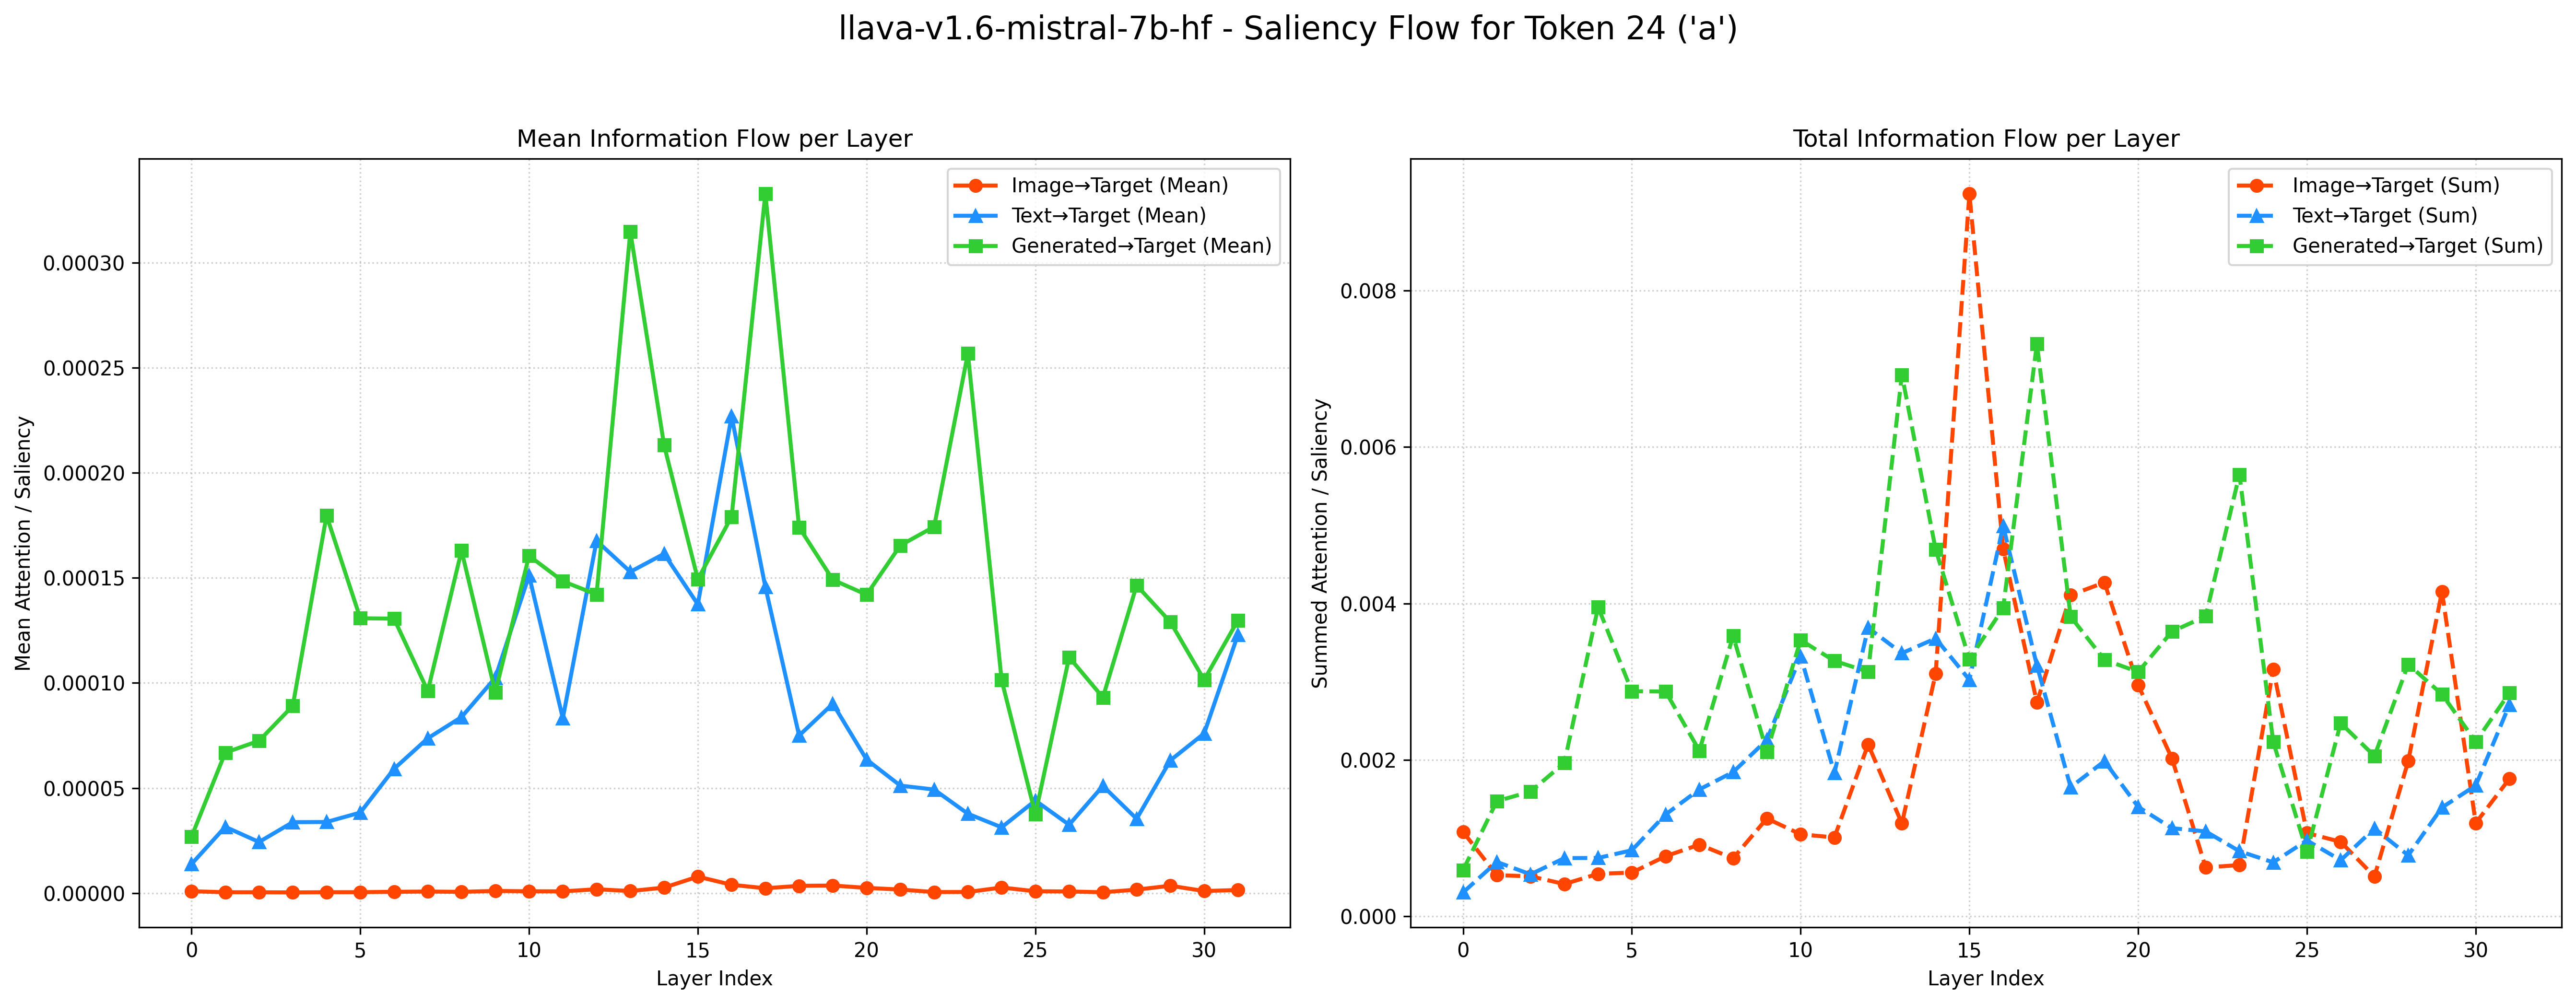 llava-v1.6-mistral-7b-hf - Saliency Flow for Token 24 ('a')
Mean Information Flow per Layer
Image→Target (Mean)
Text→Target (Mean)
Generated→Target (Mean)
Mean Attention / Saliency
0.00030
0.00025
0.00020
0.00015
0.00010
0.00005
0.00000
0 5 10 15 20 25 30
Layer Index
Total Information Flow per Layer
Image→Target (Sum)
Text→Target (Sum)
Generated→Target (Sum)
Summed Attention / Saliency
0.008
0.006
0.004
0.002
0.000
0 5 10 15 20 25 30
Layer Index